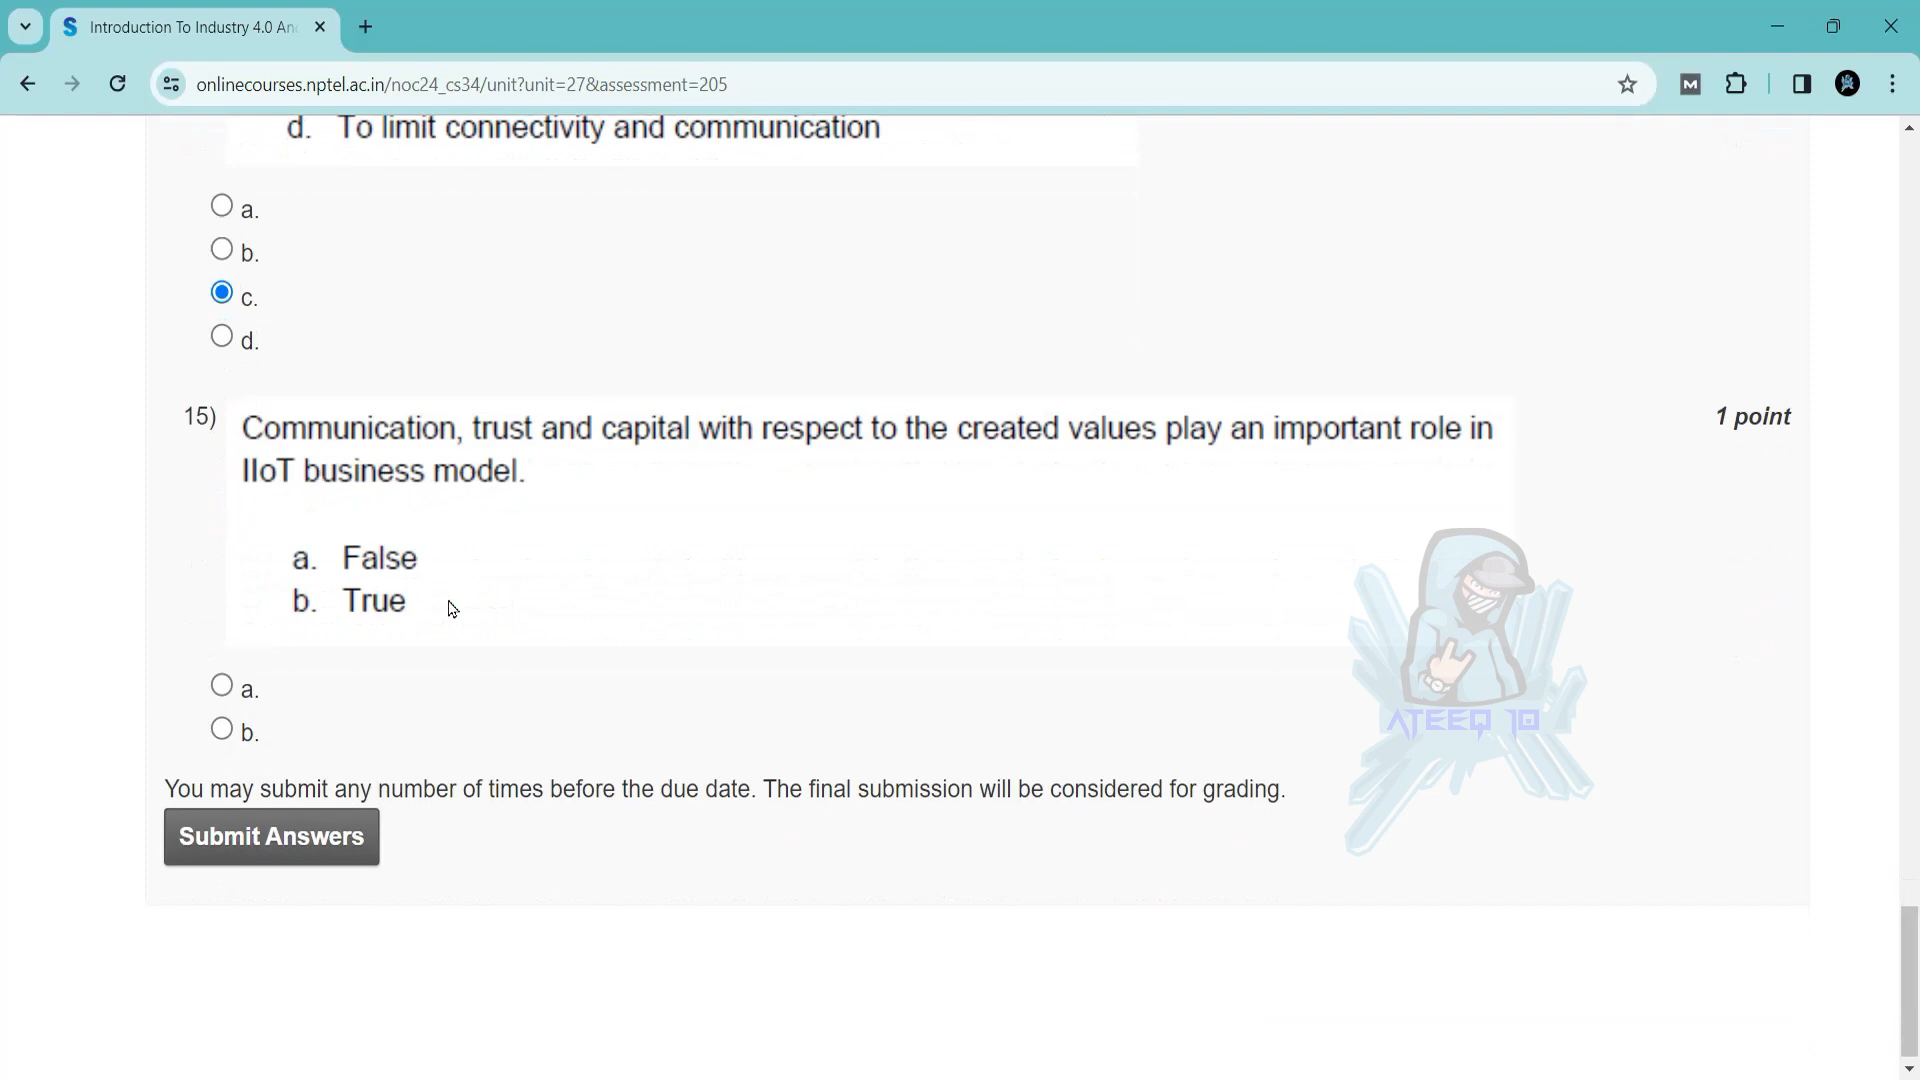 Introduction To Industry 4.0 An
onlinecourses.nptel.ac.in/noc24_cs34/unit?unit=27&assessment=205
d. To limit connectivity and communication
a.
b.
c.
d.
15) Communication, trust and capital with respect to the created values play an important role in 1 point
IIoT business model.
a. False
b. True
a.
b.
ATEEQ 10
You may submit any number of times before the due date. The final submission will be considered for grading.
Submit Answers